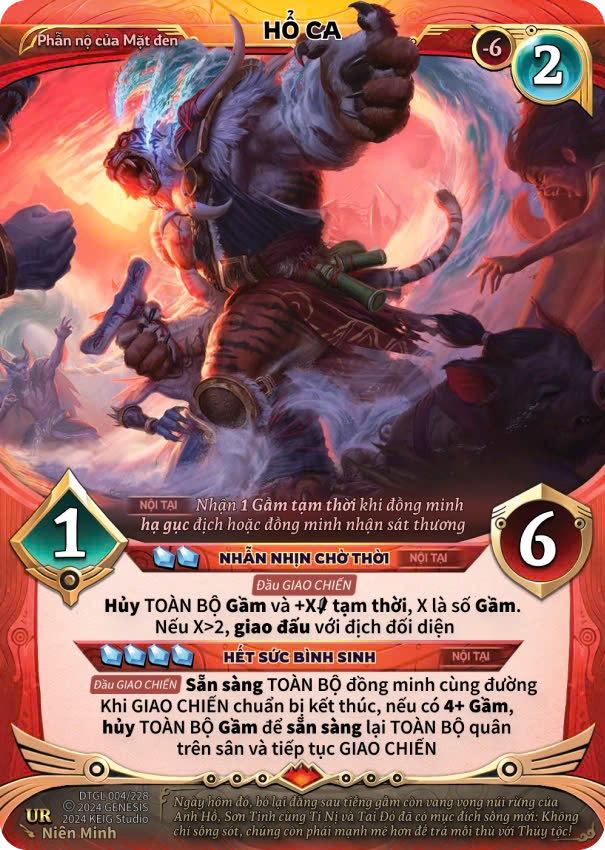 HỔ CA
Phẫn nộ của Mặt đen
-6
2
1
6
NỘI TẠI Nhận 1 Gầm tạm thời khi đồng minh
hạ gục địch hoặc đồng minh nhận sát thương
NHẪN NHỊN CHỜ THỜI NỘI TẠI
Đầu GIAO CHIẾN
Hủy TOÀN BỘ Gầm và +X tạm thời, X là số Gầm.
Nếu X>2, giao đấu với địch đối diện
HẾT SỨC BÌNH SINH NỘI TẠI
Đầu GIAO CHIẾN Sẵn sàng TOÀN BỘ đồng minh cùng đường
Khi GIAO CHIẾN chuẩn bị kết thúc, nếu có 4+ Gầm,
hủy TOÀN BỘ Gầm để sẵn sàng lại TOÀN BỘ quân
trên sân và tiếp tục GIAO CHIẾN
DTGL 004/228
© 2024 GENESIS
© 2024 KEIG Studio
UR Niên Minh
Ngày hôm đó, bỏ lại đằng sau tiếng gầm còn vang vọng núi rừng của
Anh Hổ, Sơn Tinh cùng Tí Nị và Tai Đỏ đã có mục đích sống mới: Không
chỉ sống sót, chúng còn phải mạnh mẽ hơn để trả mối thù với Thủy tộc!